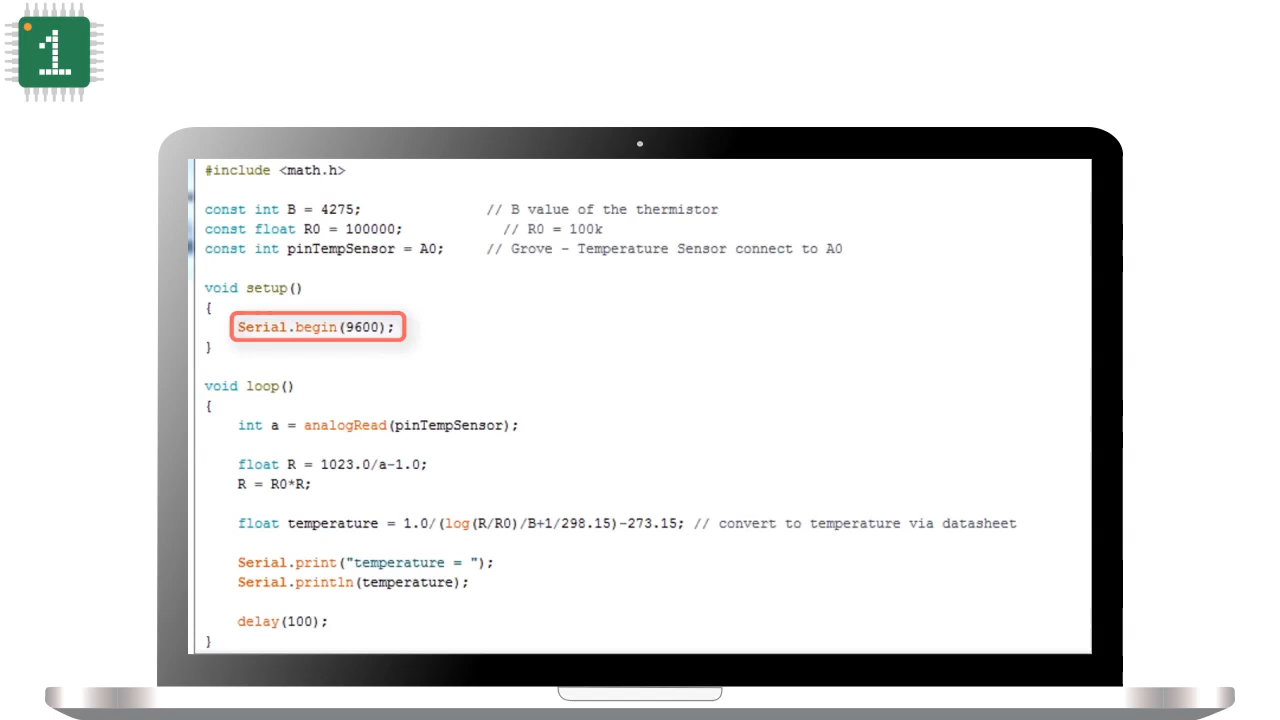 1
#include <math.h>
const int B = 4275; // B value of the thermistor
const float R0 = 100000; // R0 = 100k
const int pinTempSensor = A0; // Grove - Temperature Sensor connect to A0
void setup()
{
Serial.begin(9600);
}
void loop()
{
int a = analogRead(pinTempSensor);
float R = 1023.0/a-1.0;
R = R0*R;
float temperature = 1.0/(log(R/R0)/B+1/298.15)-273.15; // convert to temperature via datasheet
Serial.print("temperature = ");
Serial.println(temperature);
delay(100);
}